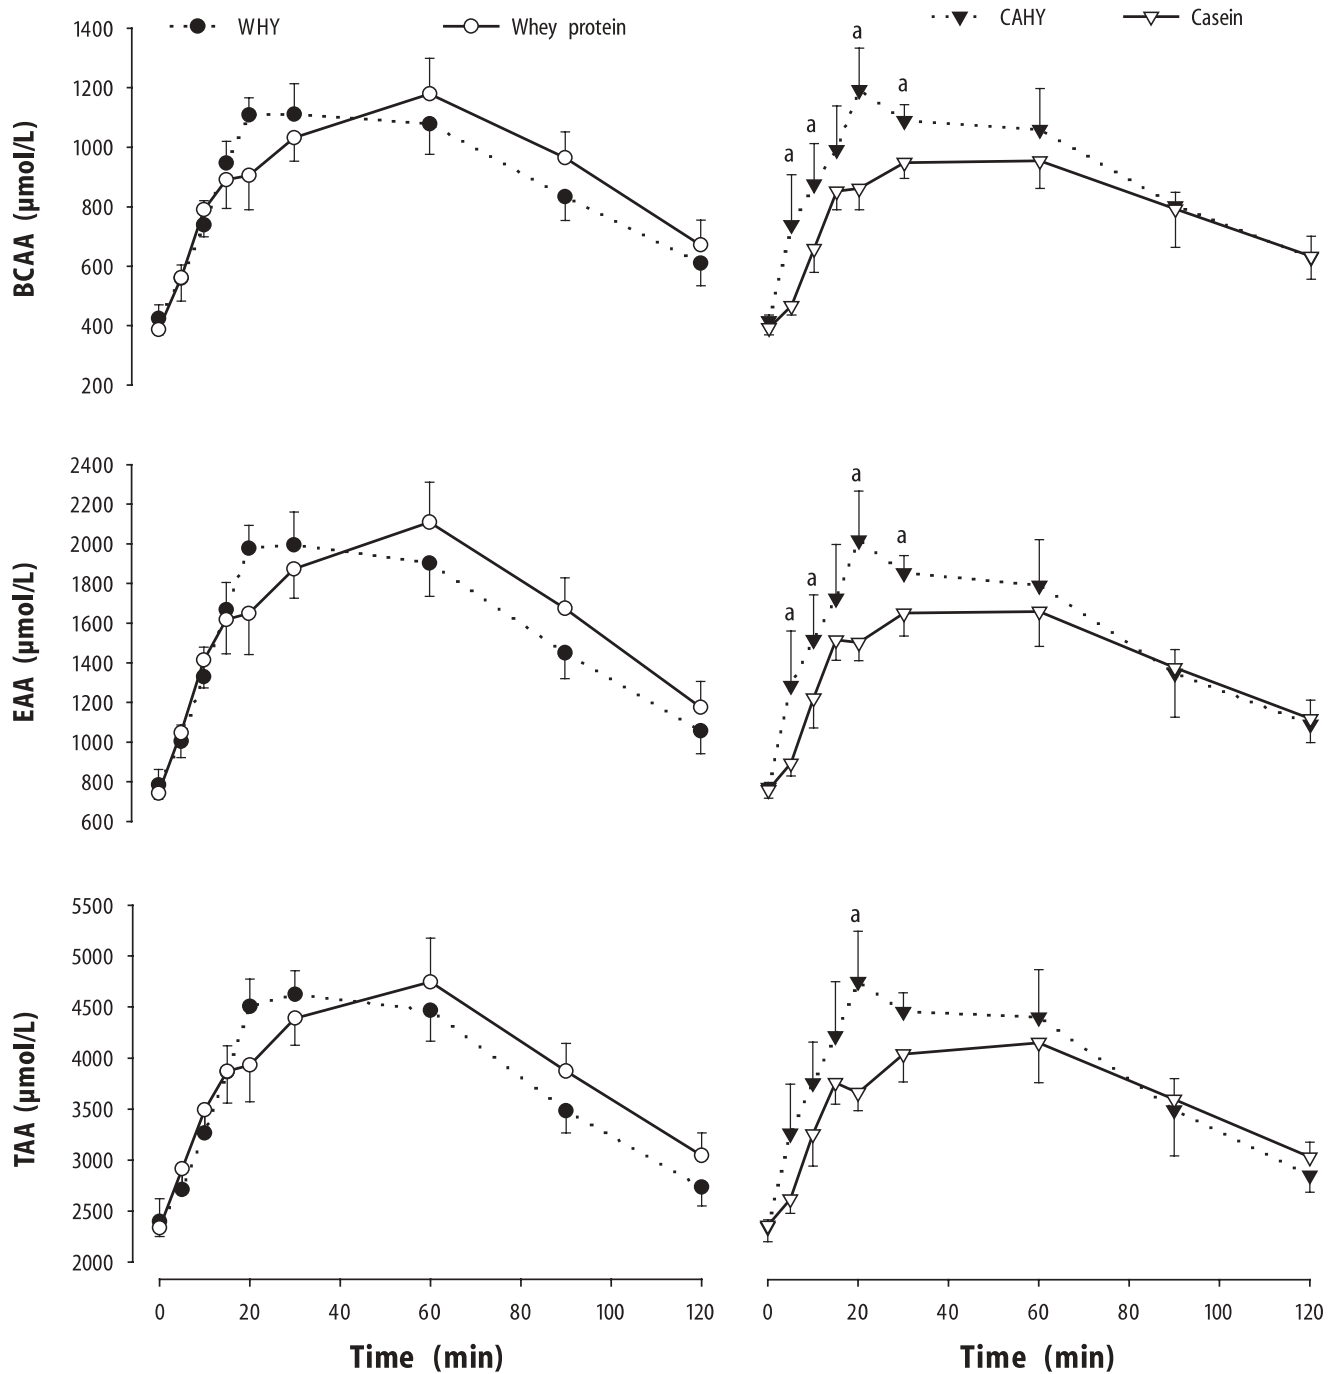 WHY Whey protein CAHY Casein
BCAA (µmol/L)
1400
1200
1000
800
600
400
200
a a a a
EAA (µmol/L)
2400
2200
2000
1800
1600
1400
1200
1000
800
600
a a a a
TAA (µmol/L)
5500
5000
4500
4000
3500
3000
2500
2000
a
0 20 40 60 80 100 120 0 20 40 60 80 100 120
Time (min) Time (min)